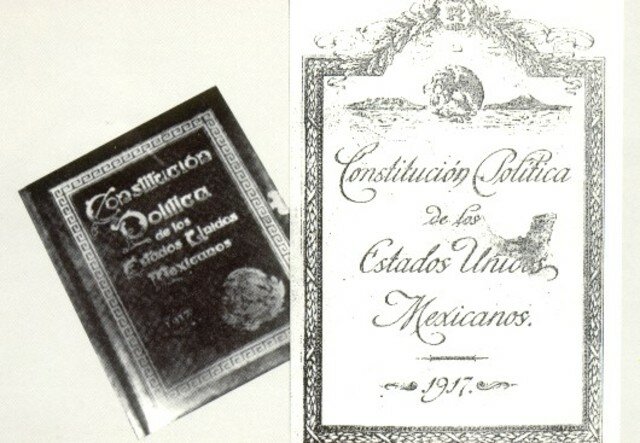 Constitución
Política
de los
Estados Unidos
Mexicanos
Constitución Política
de los
Estados Unidos
Mexicanos.
1917.